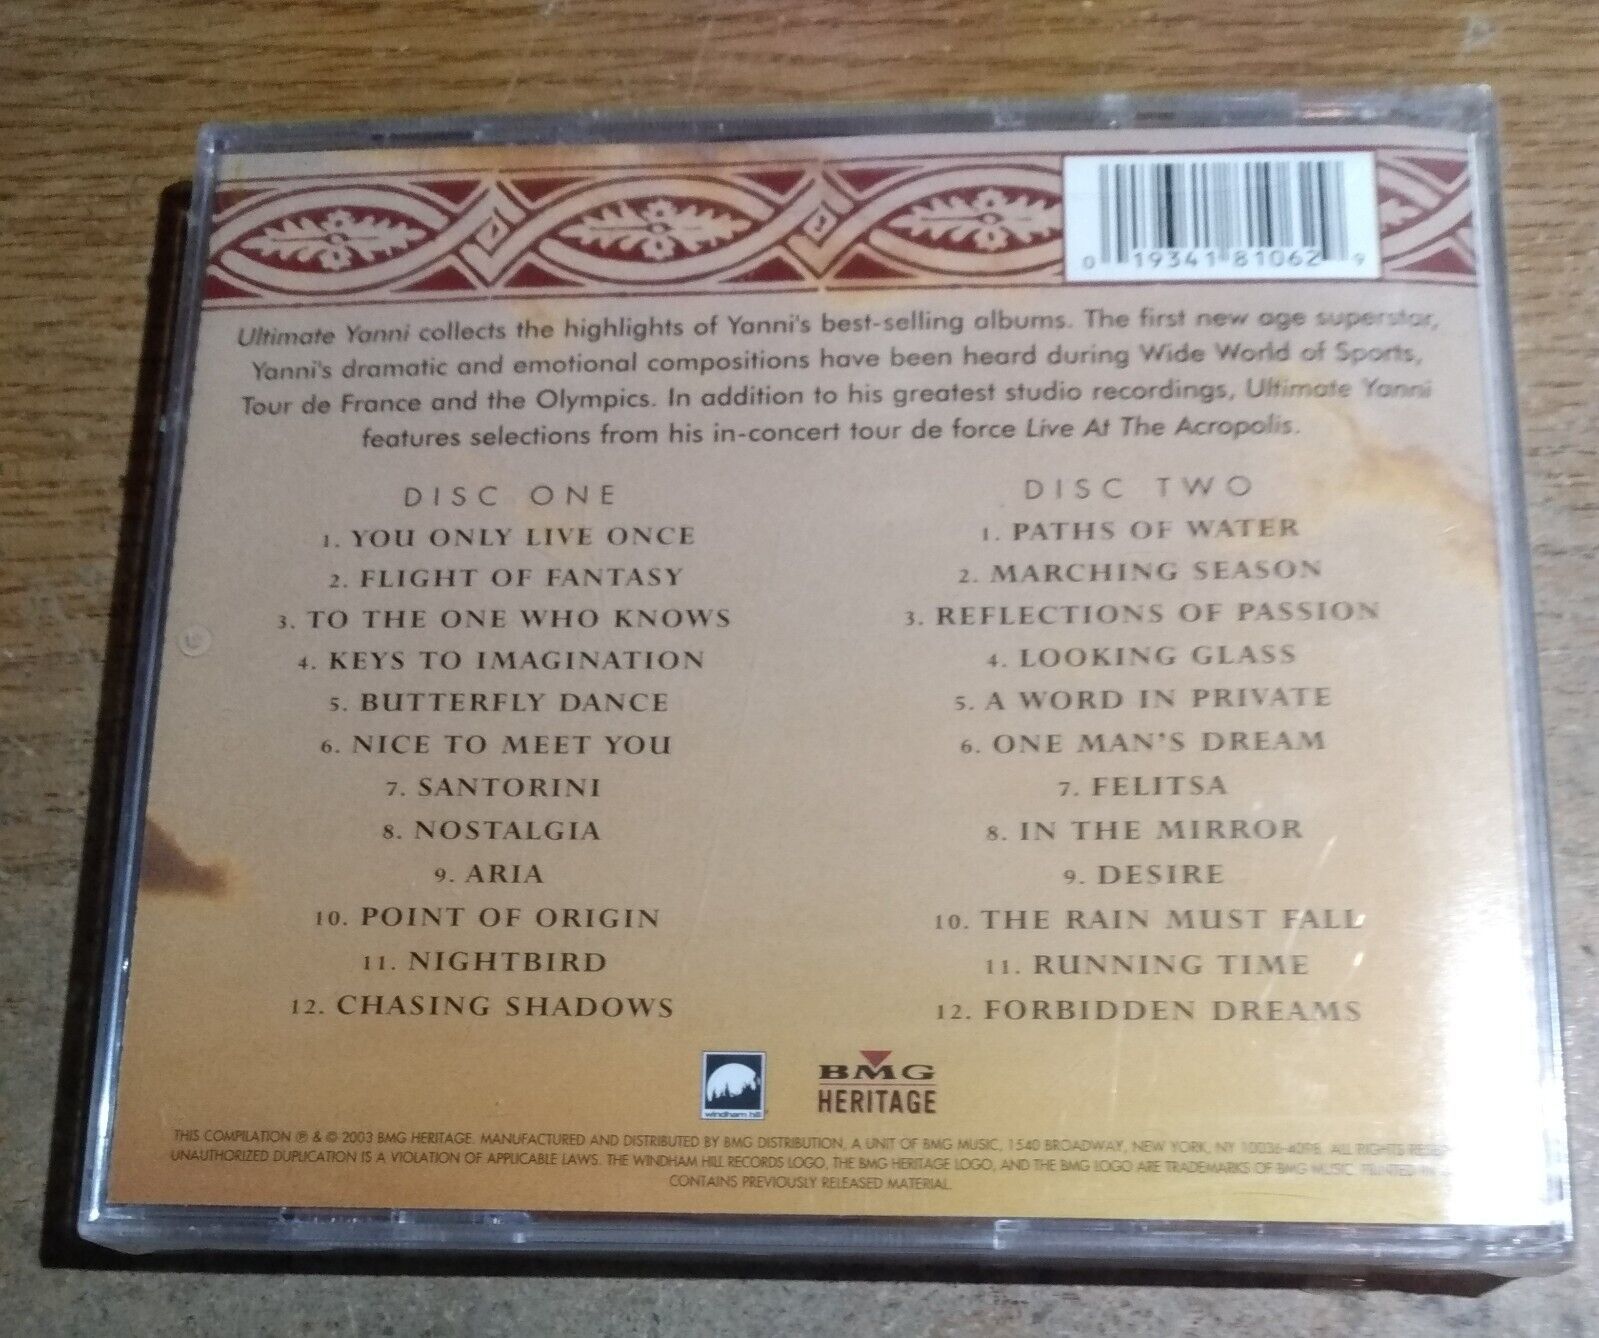 0 19341 81062 9
Ultimate Yanni collects the highlights of Yanni's best-selling albums. The first new age superstar,
Yanni's dramatic and emotional compositions have been heard during Wide World of Sports,
Tour de France and the Olympics. In addition to his greatest studio recordings, Ultimate Yanni
features selections from his in-concert tour de force Live At The Acropolis.
DISC ONE
1. YOU ONLY LIVE ONCE
2. FLIGHT OF FANTASY
3. TO THE ONE WHO KNOWS
4. KEYS TO IMAGINATION
5. BUTTERFLY DANCE
6. NICE TO MEET YOU
7. SANTORINI
8. NOSTALGIA
9. ARIA
10. POINT OF ORIGIN
11. NIGHTBIRD
12. CHASING SHADOWS
DISC TWO
1. PATHS OF WATER
2. MARCHING SEASON
3. REFLECTIONS OF PASSION
4. LOOKING GLASS
5. A WORD IN PRIVATE
6. ONE MAN'S DREAM
7. FELITSA
8. IN THE MIRROR
9. DESIRE
10. THE RAIN MUST FALL
11. RUNNING TIME
12. FORBIDDEN DREAMS
windham hill
BMG
HERITAGE
THIS COMPILATION ℗ & © 2003 BMG HERITAGE. MANUFACTURED AND DISTRIBUTED BY BMG DISTRIBUTION, A UNIT OF BMG MUSIC, 1540 BROADWAY, NEW YORK, NY 10036-4098. ALL RIGHTS
UNAUTHORIZED DUPLICATION IS A VIOLATION OF APPLICABLE LAWS. THE WINDHAM HILL RECORDS LOGO, THE BMG HERITAGE LOGO, AND THE BMG LOGO ARE TRADEMARKS OF BMG MUSIC. PRINTED IN
CONTAINS PREVIOUSLY RELEASED MATERIAL.